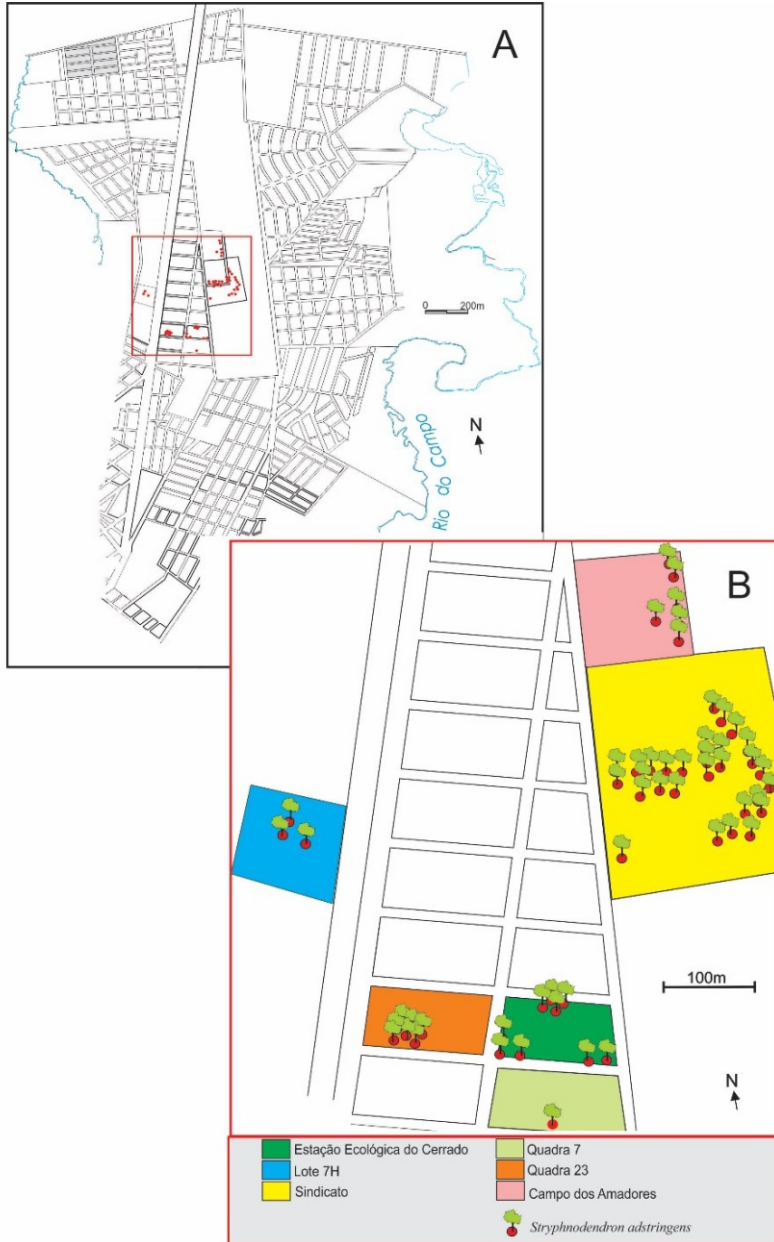 A
0 200m
N
Rio do Campo
B
100m
N
Estação Ecológica do Cerrado
Lote 7H
Sindicato
Quadra 7
Quadra 23
Campo dos Amadores
Stryphnodendron adstringens